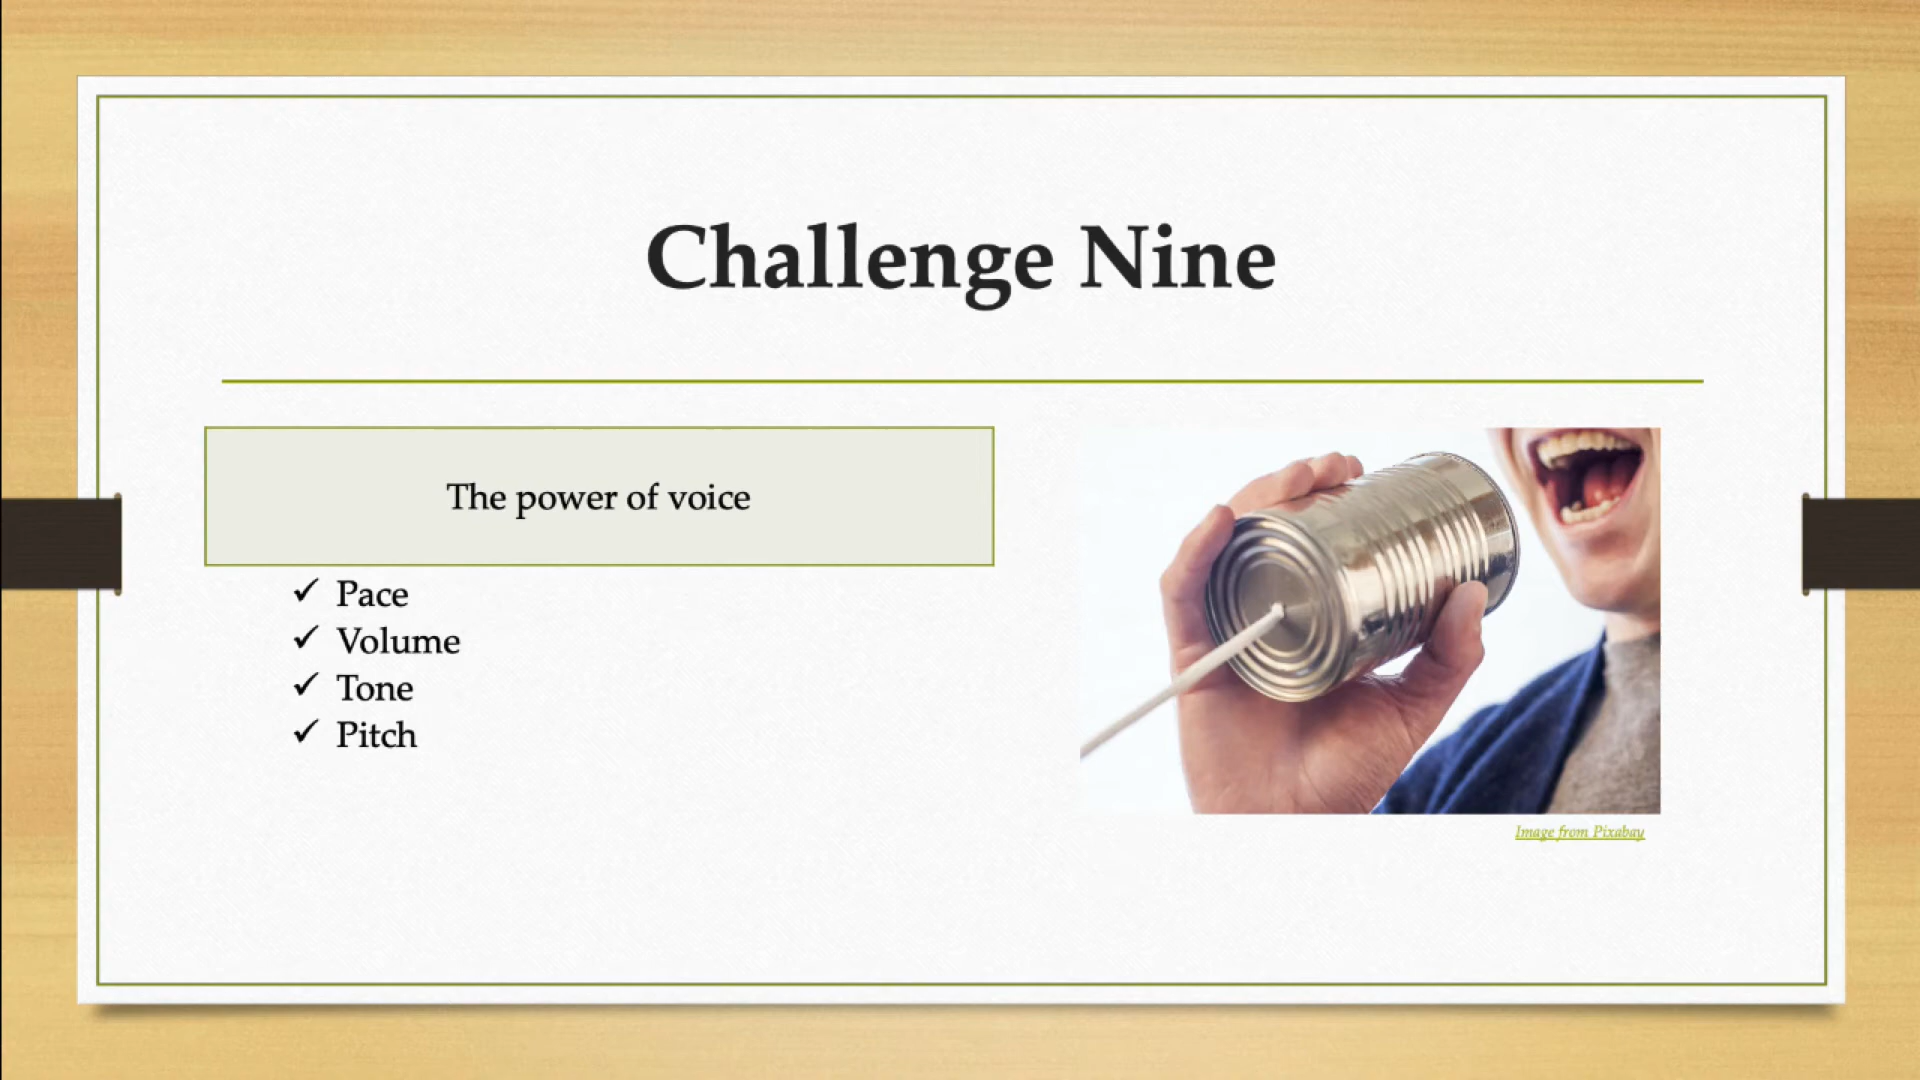 Challenge Nine
The power of voice
✓ Pace
✓ Volume
✓ Tone
✓ Pitch
Image from Pixabay